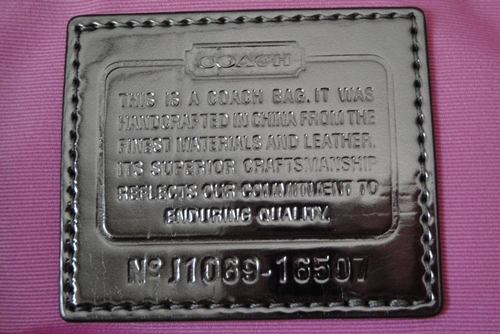 COACH
THIS IS A COACH BAG. IT WAS
HANDCRAFTED IN CHINA FROM THE
FINEST MATERIALS AND LEATHER.
ITS SUPERIOR CRAFTSMANSHIP
REFLECTS OUR COMMITMENT TO
ENDURING QUALITY.
Nº J1069-16507